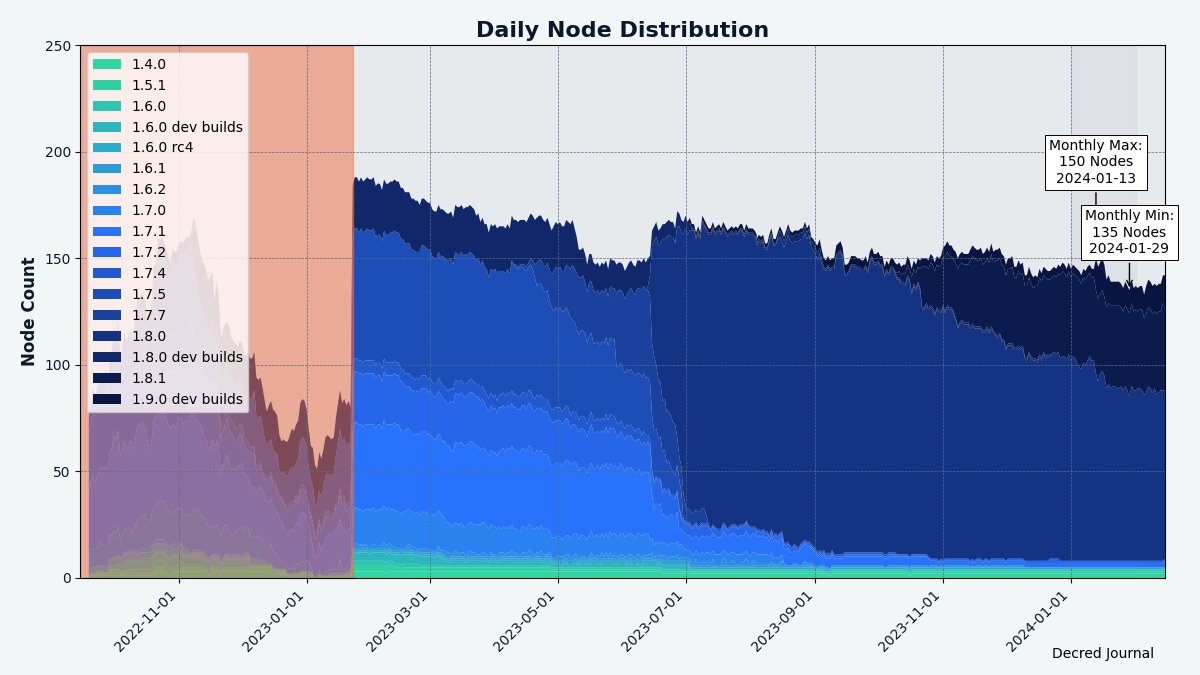 Daily Node Distribution
Node Count
250
200
150
100
50
0
1.4.0
1.5.1
1.6.0
1.6.0 dev builds
1.6.0 rc4
1.6.1
1.6.2
1.7.0
1.7.1
1.7.2
1.7.4
1.7.5
1.7.7
1.8.0
1.8.0 dev builds
1.8.1
1.9.0 dev builds
Monthly Max:
150 Nodes
2024-01-13
Monthly Min:
135 Nodes
2024-01-29
2022-11-01
2023-01-01
2023-03-01
2023-05-01
2023-07-01
2023-09-01
2023-11-01
2024-01-01
Decred Journal